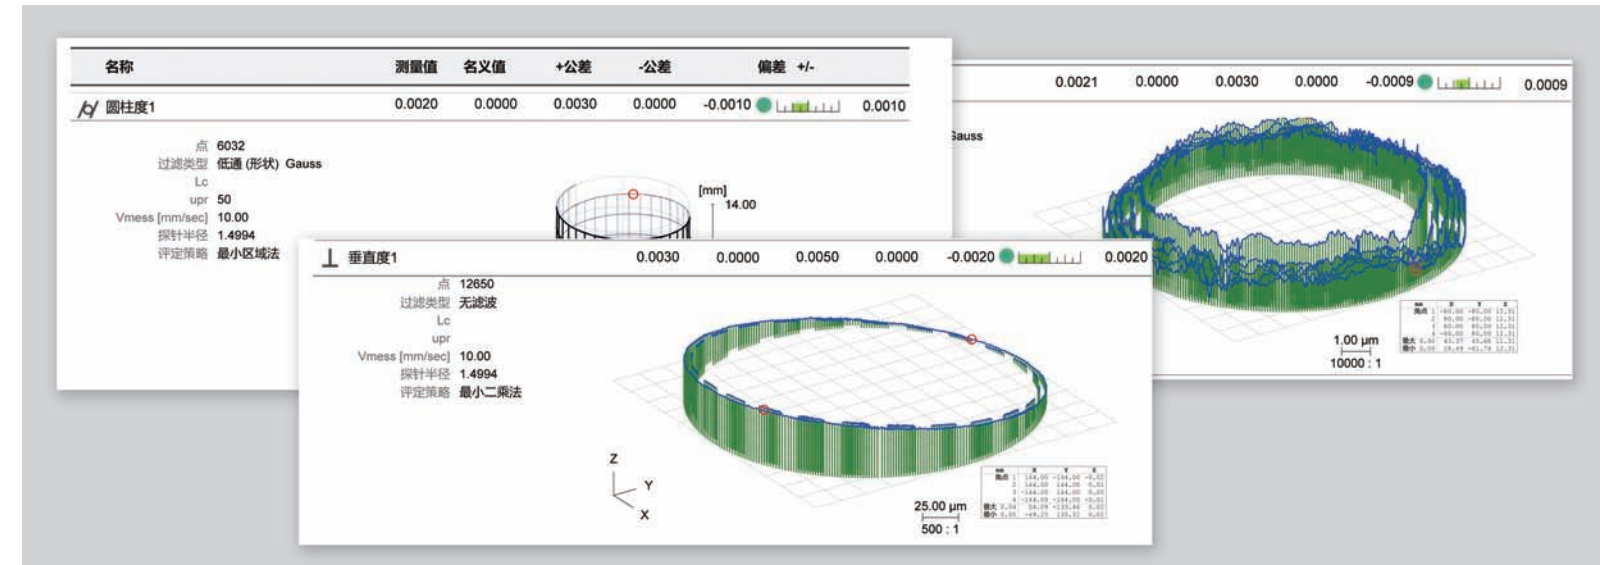 名称 测量值 名义值 +公差 -公差 偏差 +/-
圆柱度1 0.0020 0.0000 0.0030 0.0000 -0.0010 0.0010
点 6032
过滤类型 低通 (形状) Gauss
Lc
upr 50
Vmess [mm/sec] 10.00
探针半径 1.4994
评定策略 最小区域法
[mm]
14.00
0.0021 0.0000 0.0030 0.0000 -0.0009 0.0009
Gauss
1.00 μm
10000 : 1
垂直度1 0.0030 0.0000 0.0050 0.0000 -0.0020 0.0020
点 12650
过滤类型 无滤波
Lc
upr
Vmess [mm/sec] 10.00
探针半径 1.4994
评定策略 最小二乘法
Z
Y
X
25.00 μm
500 : 1